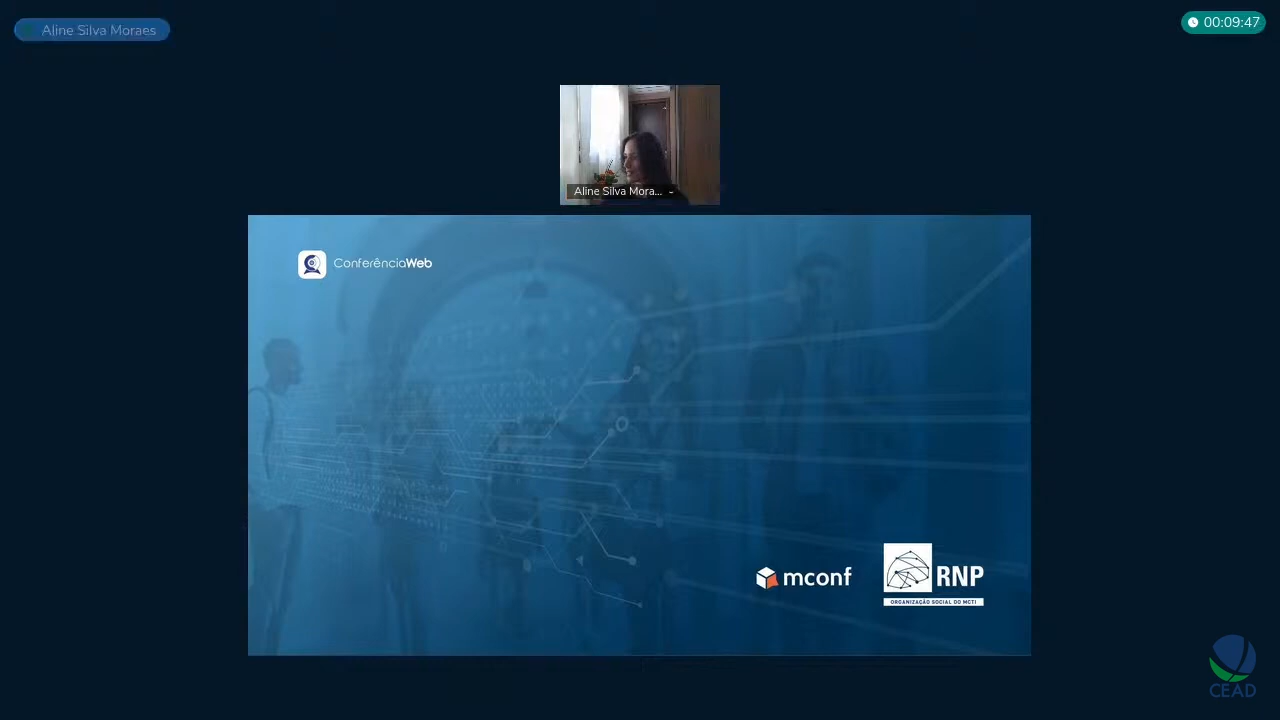 Aline Silva Moraes
00:09:47
Aline Silva Mora...
ConferênciaWeb
mconf
RNP
ORGANIZAÇÃO SOCIAL DO MCTI
CEAD